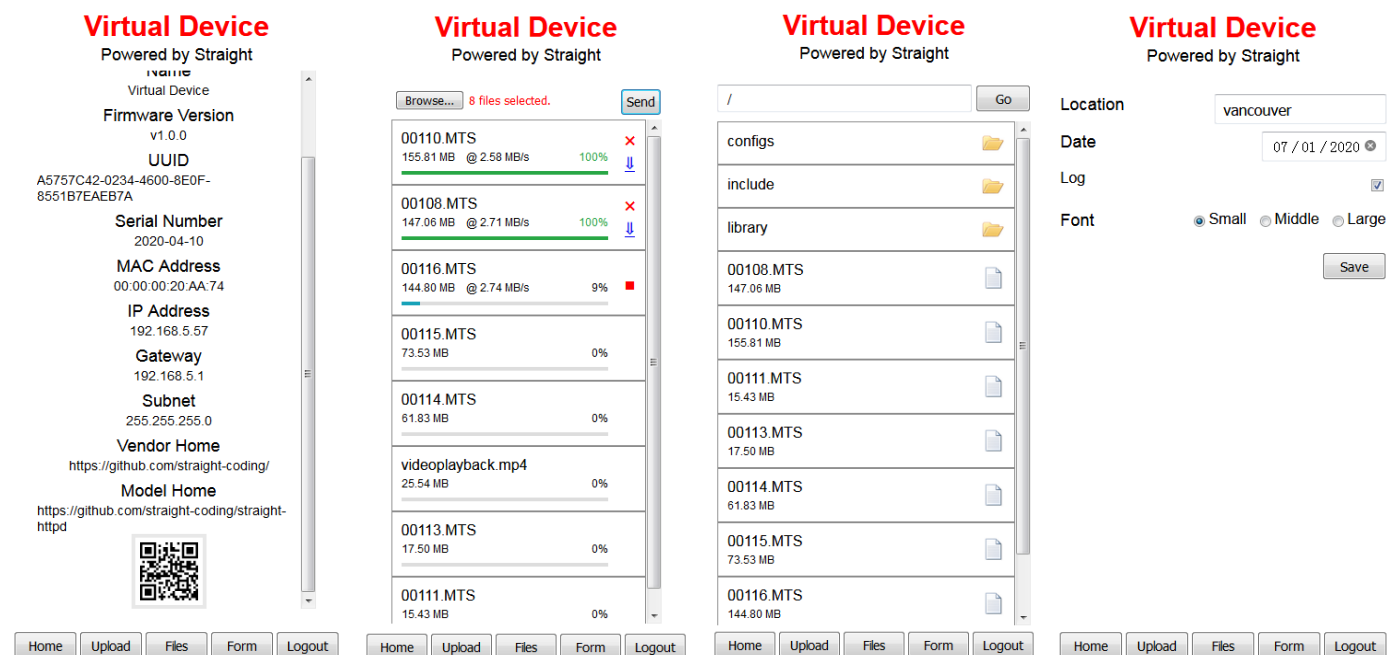 Virtual Device
Powered by Straight
Name
Virtual Device
Firmware Version
v1.0.0
UUID
A5757C42-0234-4600-8E0F-
8551B7EAEB7A
Serial Number
2020-04-10
MAC Address
00:00:00:20:AA:74
IP Address
192.168.5.57
Gateway
192.168.5.1
Subnet
255.255.255.0
Vendor Home
https://github.com/straight-coding/
Model Home
https://github.com/straight-coding/straight-
httpd
Home Upload Files Form Logout
Virtual Device
Powered by Straight
Browse... 8 files selected. Send
00110.MTS
155.81 MB @ 2.58 MB/s 100%
00108.MTS
147.06 MB @ 2.71 MB/s 100%
00116.MTS
144.80 MB @ 2.74 MB/s 9%
00115.MTS
73.53 MB 0%
00114.MTS
61.83 MB 0%
videoplayback.mp4
25.54 MB 0%
00113.MTS
17.50 MB 0%
00111.MTS
15.43 MB 0%
Home Upload Files Form Logout
Virtual Device
Powered by Straight
/ Go
configs
include
library
00108.MTS
147.06 MB
00110.MTS
155.81 MB
00111.MTS
15.43 MB
00113.MTS
17.50 MB
00114.MTS
61.83 MB
00115.MTS
73.53 MB
00116.MTS
144.80 MB
Home Upload Files Form Logout
Virtual Device
Powered by Straight
Location vancouver
Date 07 / 01 / 2020
Log
Font Small Middle Large
Save
Home Upload Files Form Logout